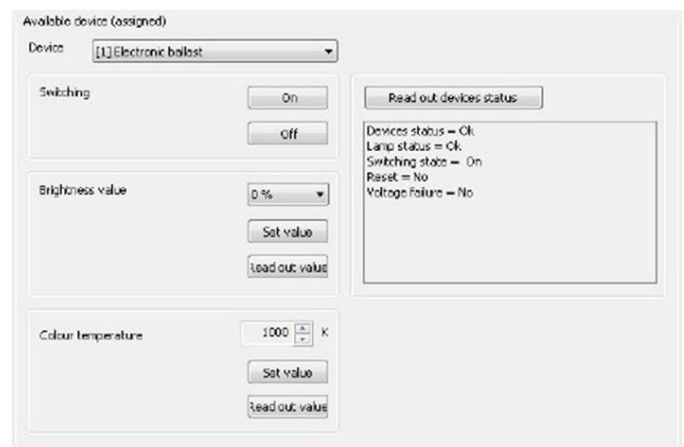 Available device (assigned)
Device
[1] Electronic ballast
Switching
On
Off
Brightness value
0 %
Set value
Read out value
Colour temperature
1000 K
Set value
Read out value
Read out devices status
Devices status = Ok
Lamp status = Ok
Switching state = On
Reset = No
Voltage failure = No